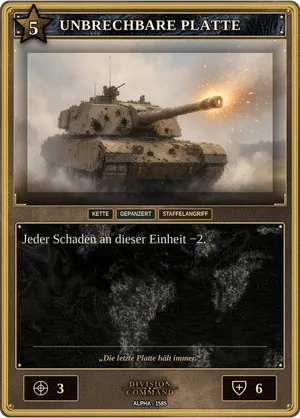 5 UNBRECHBARE PLATTE
KETTE GEPANZERT STAFFELANGRIFF
Jeder Schaden an dieser Einheit −2.
„Die letzte Platte hält immer.“
DIVISION
COMMAND
ALPHA - 1585
3 6